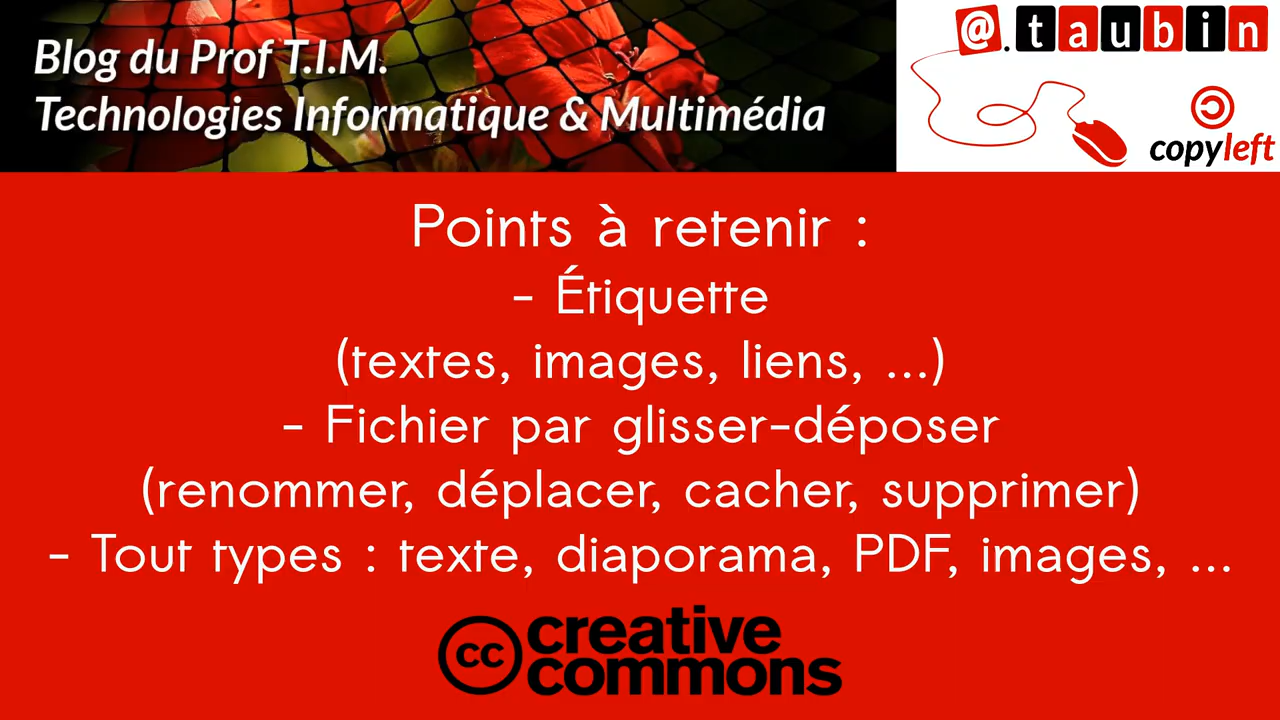 Blog du Prof T.I.M.
Technologies Informatique & Multimédia
@.taubin
copyleft
Points à retenir :
- Étiquette
(textes, images, liens, ...)
- Fichier par glisser-déposer
(renommer, déplacer, cacher, supprimer)
- Tout types : texte, diaporama, PDF, images, ...
cc creative
commons